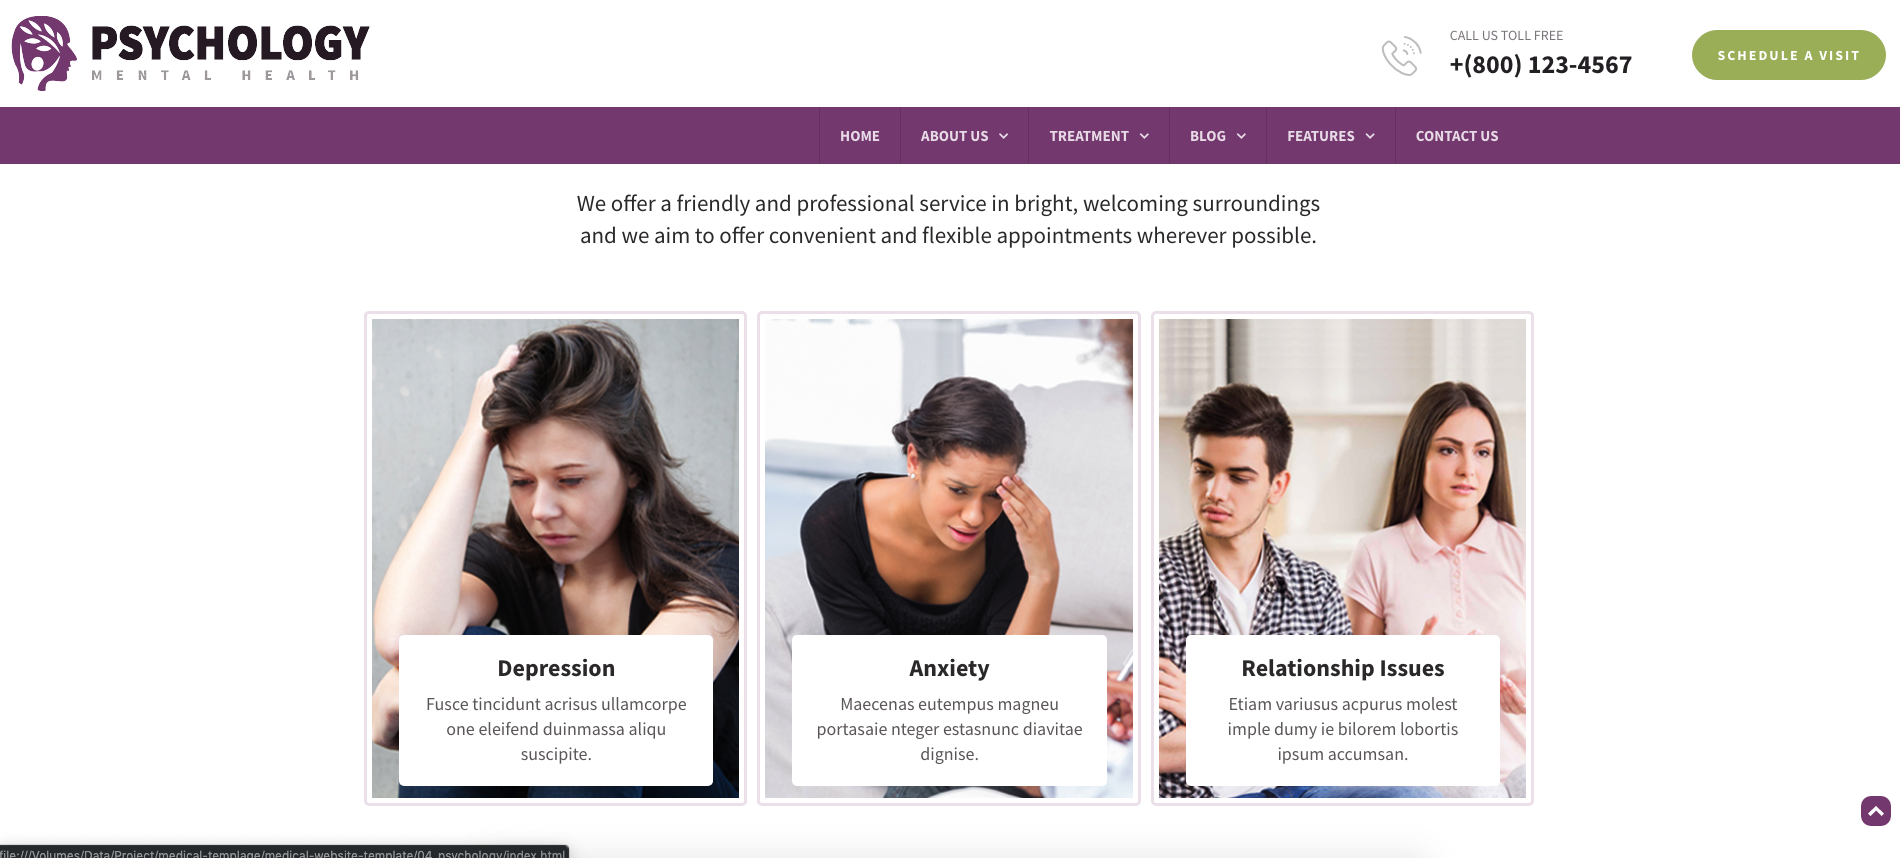 PSYCHOLOGY
MENTAL HEALTH
CALL US TOLL FREE
+(800) 123-4567
SCHEDULE A VISIT
HOME
ABOUT US
TREATMENT
BLOG
FEATURES
CONTACT US
We offer a friendly and professional service in bright, welcoming surroundings
and we aim to offer convenient and flexible appointments wherever possible.
Depression
Fusce tincidunt acrisus ullamcorpe
one eleifend duinmassa aliqu
suscipite.
Anxiety
Maecenas eutempus magneu
portasaie nteger estasnunc diavitae
dignise.
Relationship Issues
Etiam variusus acpurus molest
imple dumy ie bilorem lobortis
ipsum accumsan.
file:///Volumes/Data/Project/medical-templage/medical-website-template/04_psychology/index.html